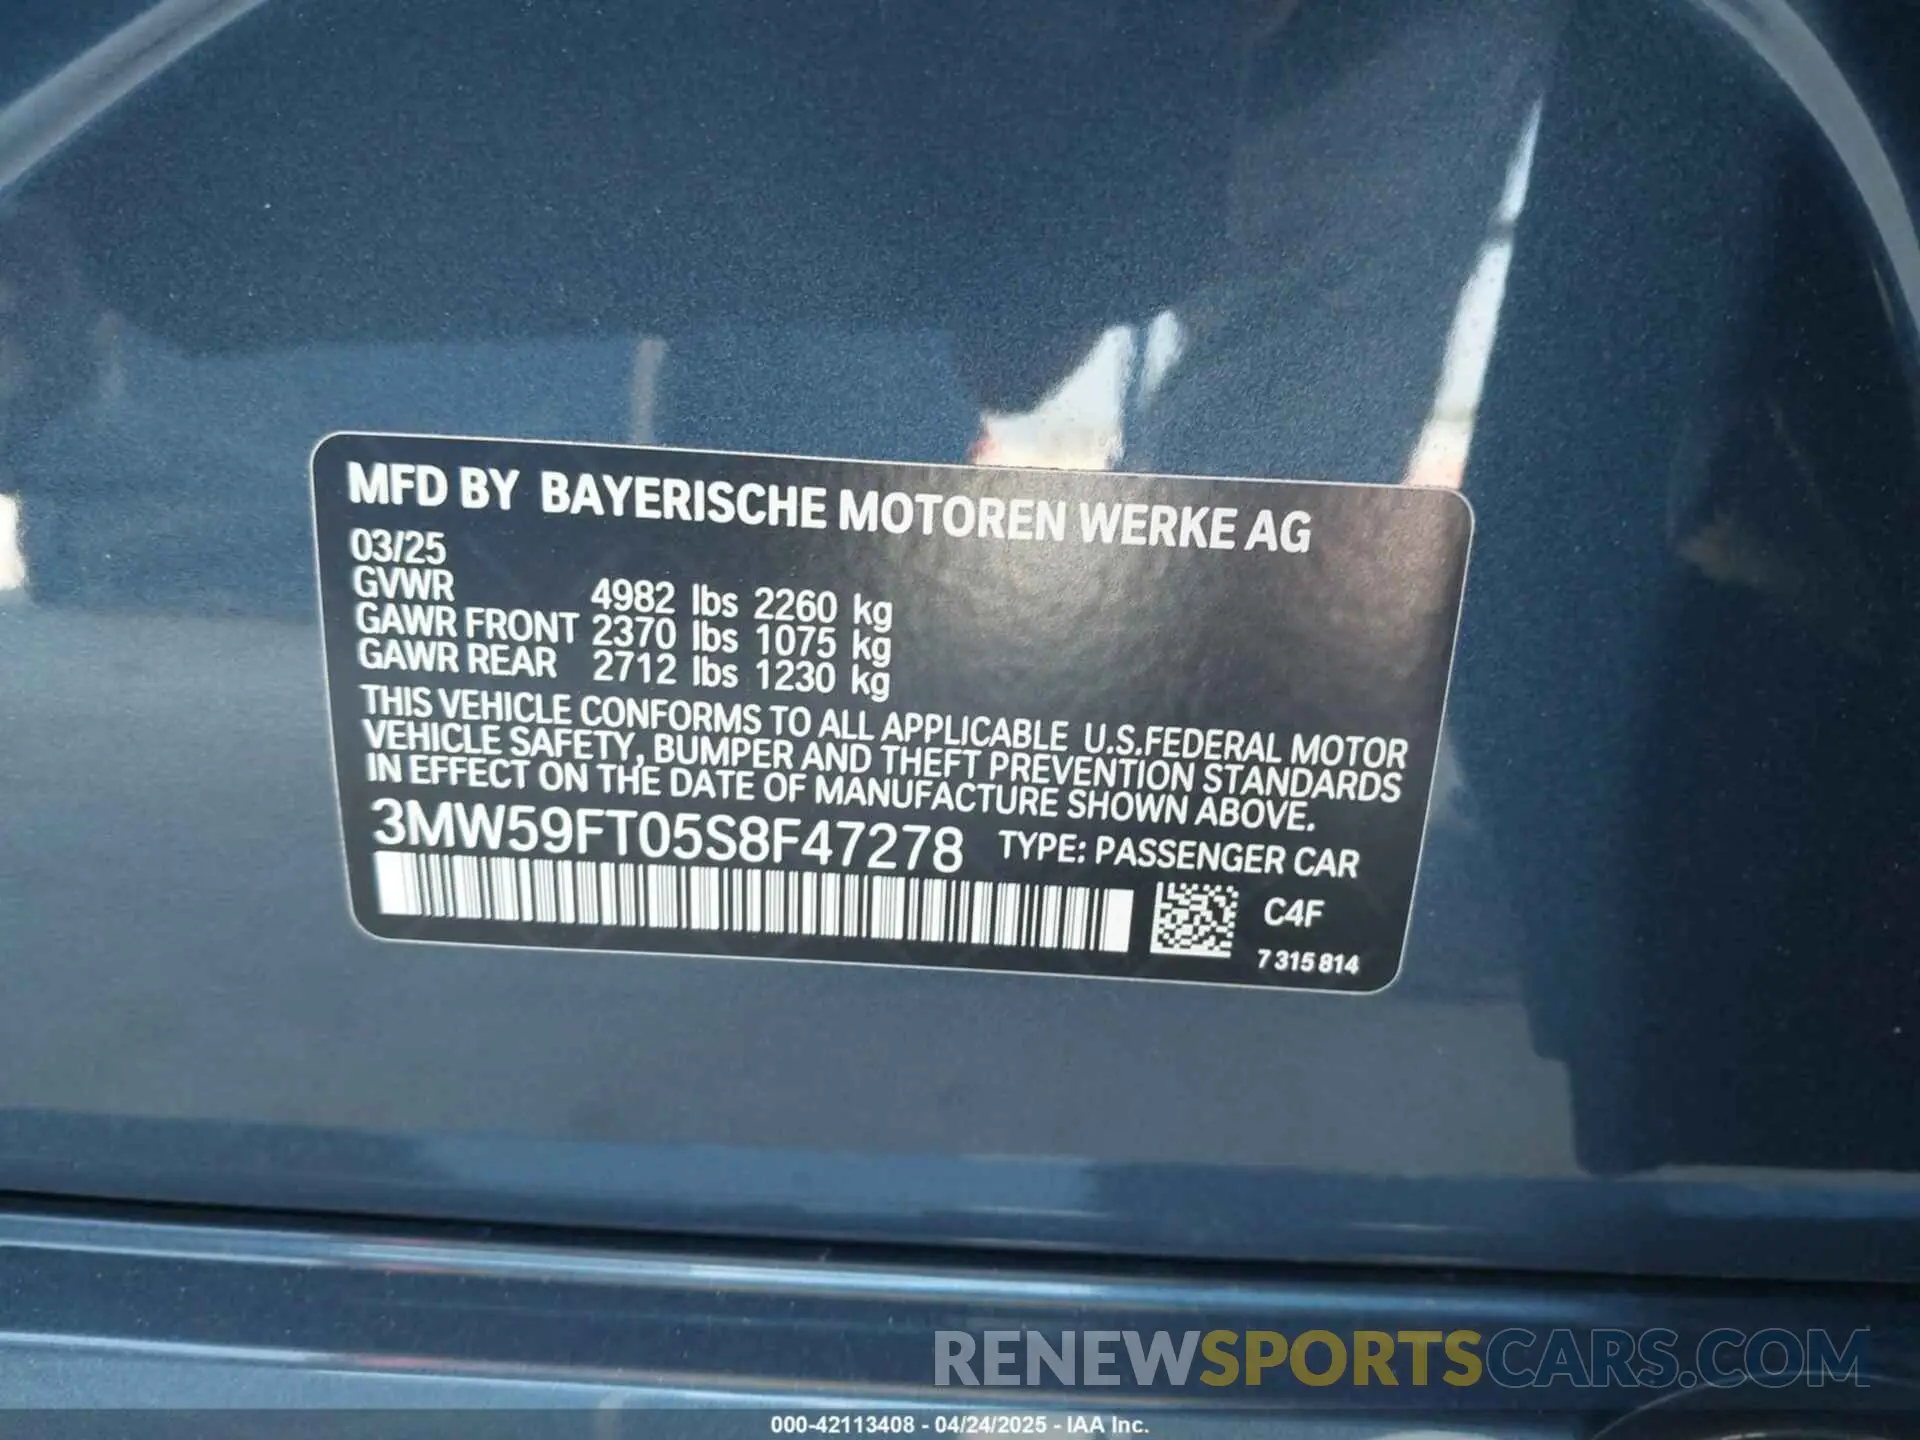 MFD BY BAYERISCHE MOTOREN WERKE AG
03/25
GVWR 4982 lbs 2260 kg
GAWR FRONT 2370 lbs 1075 kg
GAWR REAR 2712 lbs 1230 kg
THIS VEHICLE CONFORMS TO ALL APPLICABLE U.S.FEDERAL MOTOR
VEHICLE SAFETY, BUMPER AND THEFT PREVENTION STANDARDS
IN EFFECT ON THE DATE OF MANUFACTURE SHOWN ABOVE.
3MW59FT05S8F47278 TYPE: PASSENGER CAR
C4F
7 315 814
RENEWSPORTSCARS.COM
000-42113408 - 04/24/2025 - IAA Inc.